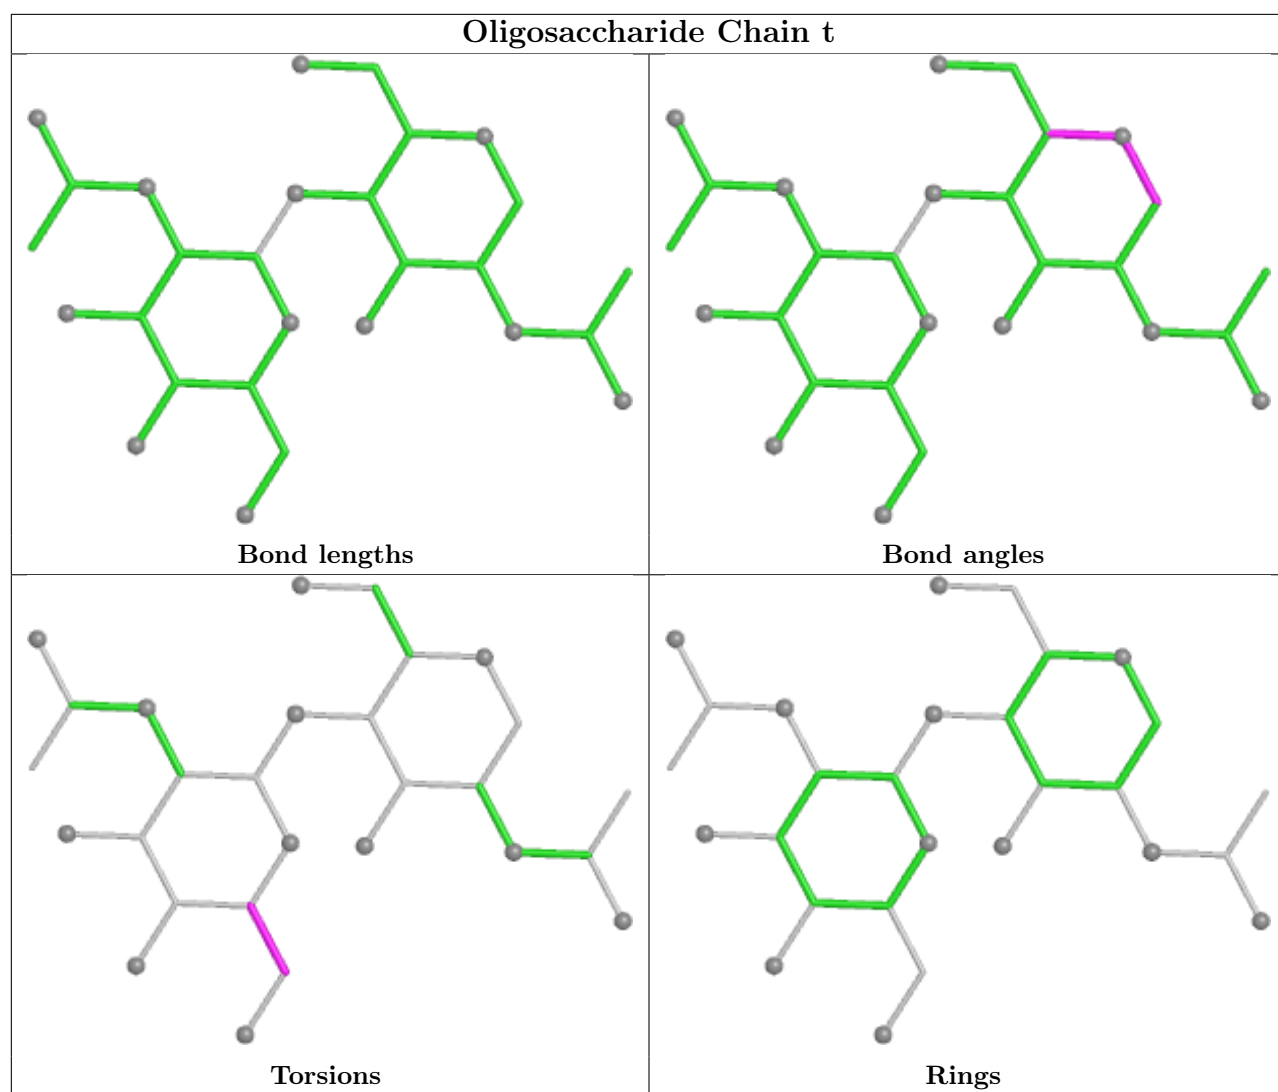 Oligosaccharide Chain t
Bond lengths
Bond angles
Torsions
Rings